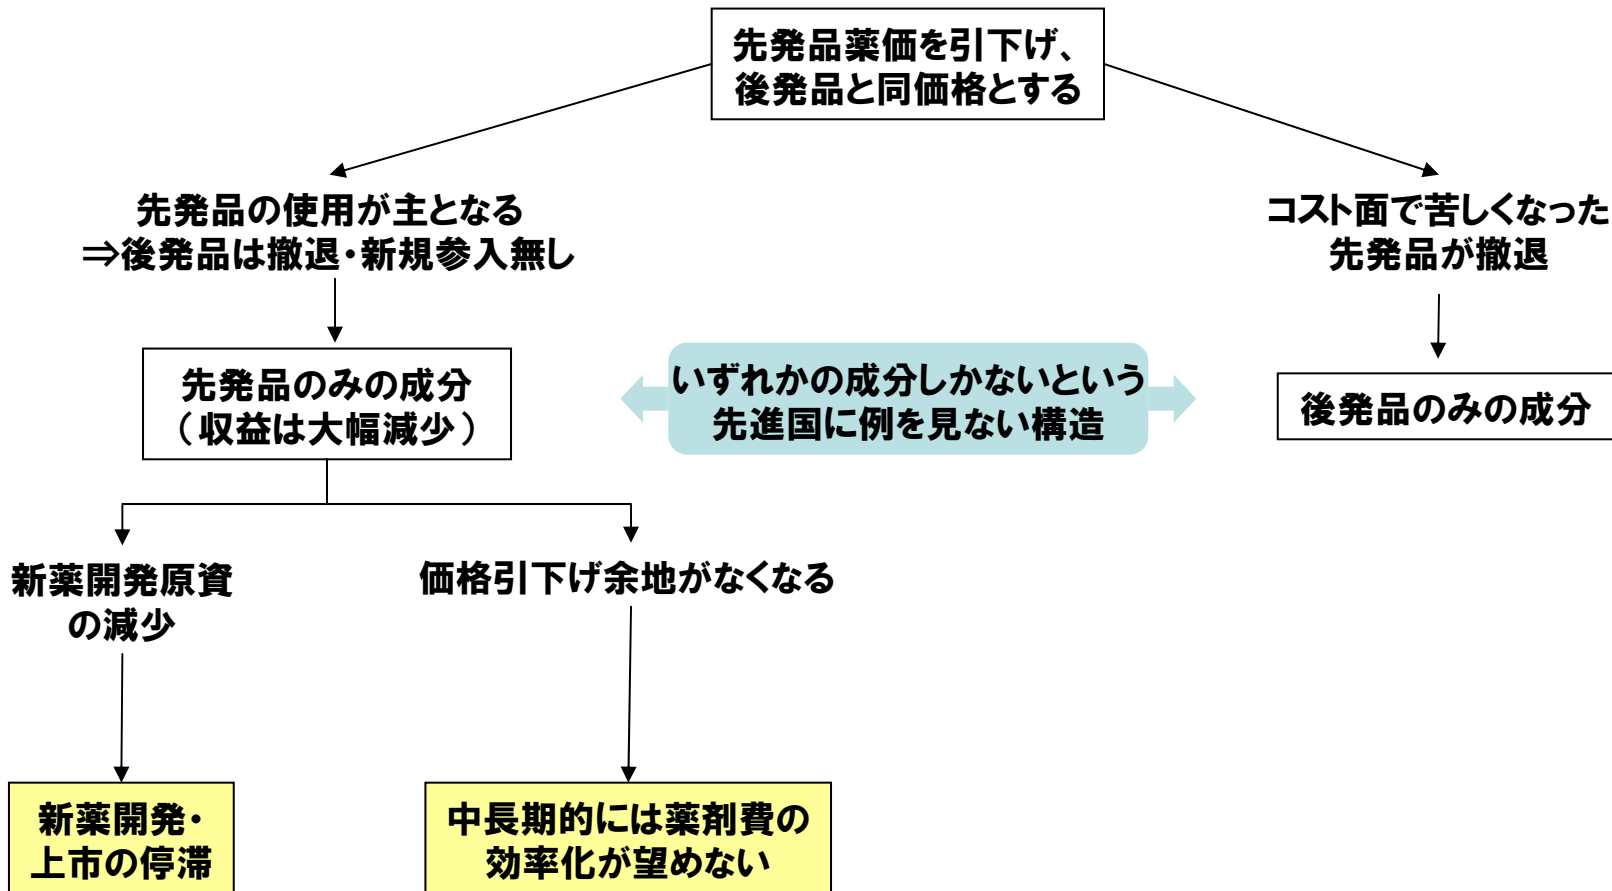 先発品薬価を引下げ、
後発品と同価格とする
先発品の使用が主となる
⇒後発品は撤退・新規参入無し
コスト面で苦しくなった
先発品が撤退
先発品のみの成分
（収益は大幅減少）
いずれかの成分しかないという
先進国に例を見ない構造
後発品のみの成分
新薬開発原資
の減少
価格引下げ余地がなくなる
新薬開発・
上市の停滞
中長期的には薬剤費の
効率化が望めない